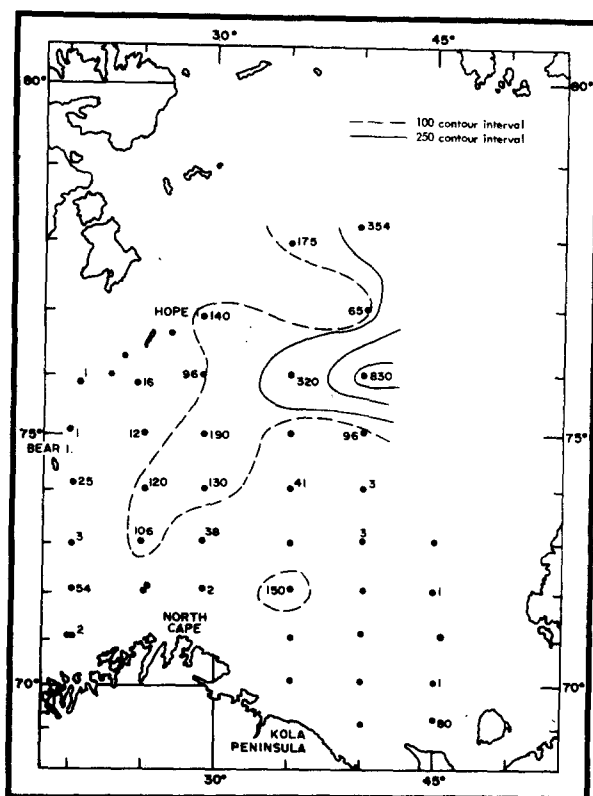 30° 45°
80° 80°
100 contour interval
250 contour interval
354
175
HOPE 140 65
1 16 96 320 830
75° 1 12 190 96 75°
BEAR I.
25 120 130 41 3
106
3 38 3
54 2 150 1
NORTH
CAPE
2
70° 1 70°
KOLA
PENINSULA
80
30° 45°